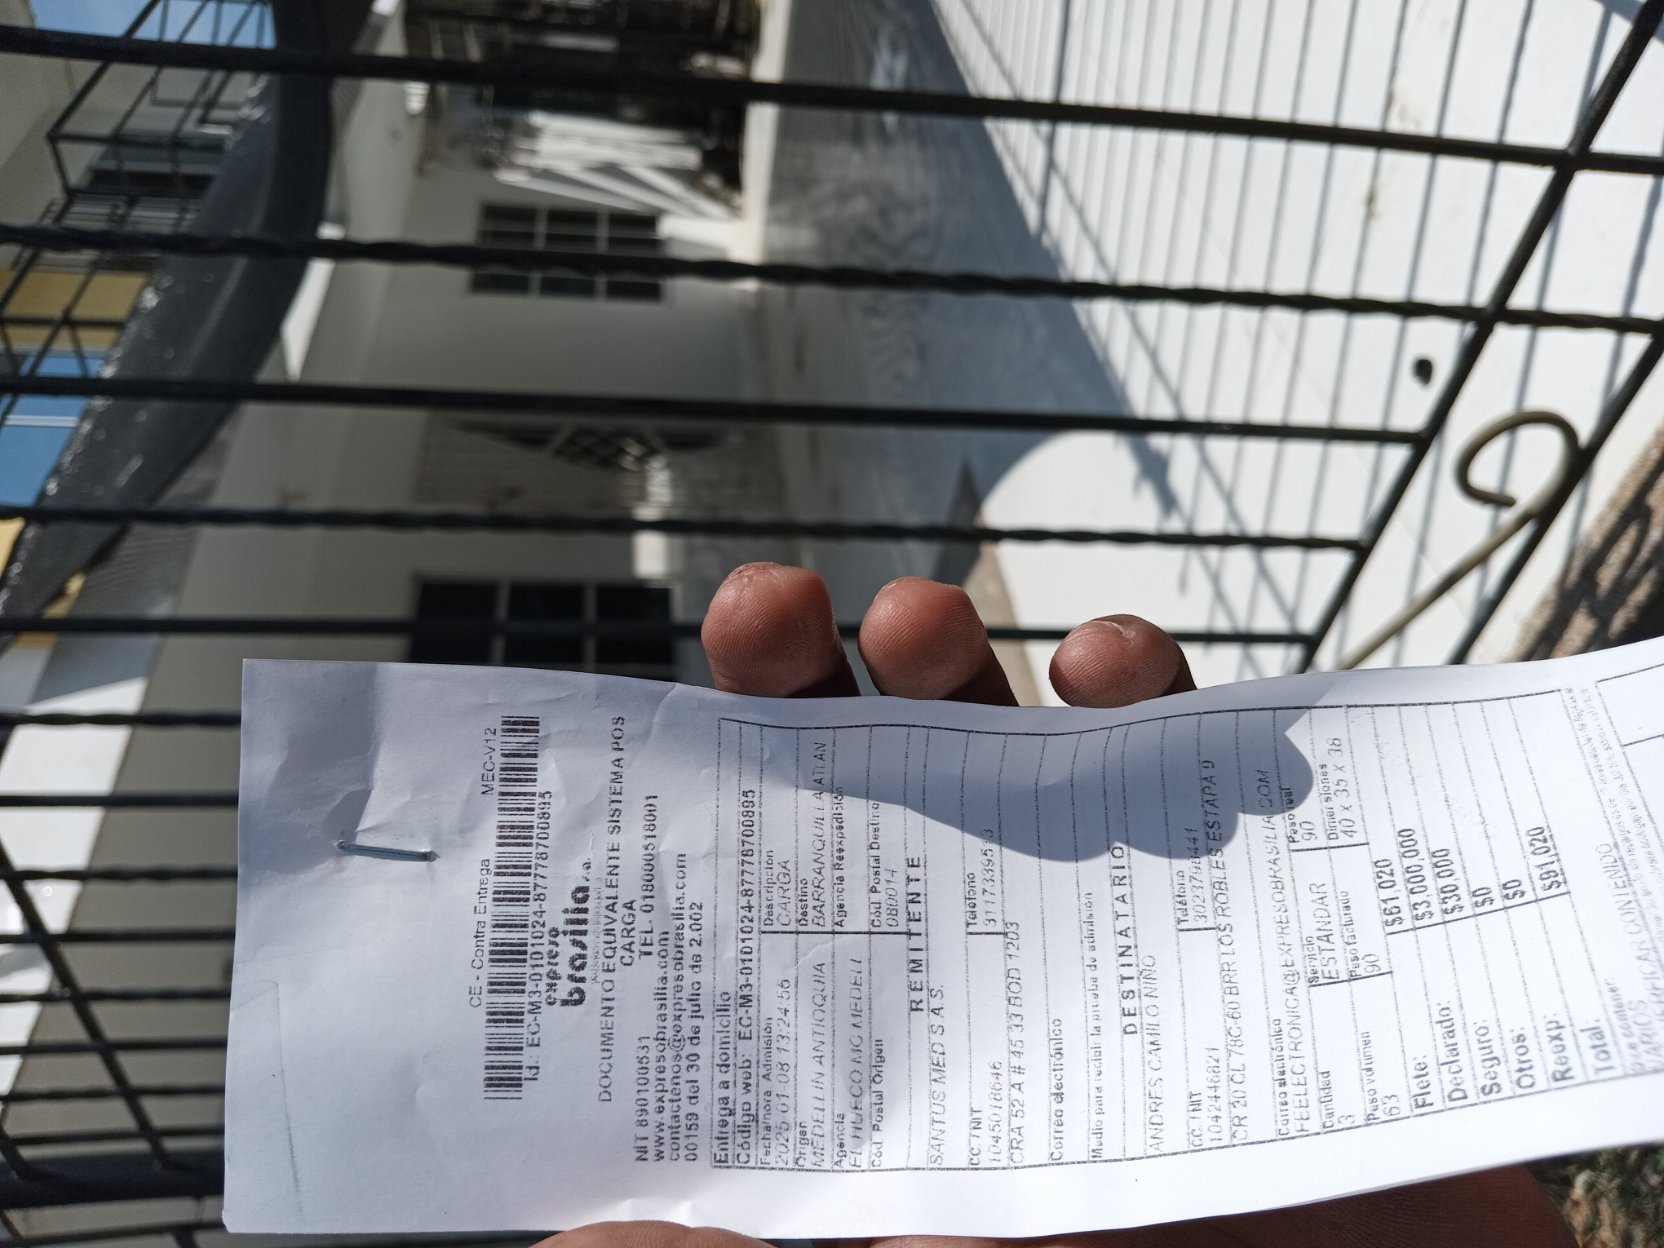 CE - Contra Entrega MEC-V12
Id.: EC-M3-0101024-87778700895
expreso
brasilia s.a.
DOCUMENTO EQUIVALENTE SISTEMA POS
CARGA
NIT 890100531 TEL. 018000518001
www.expresobrasilia.com
contactenos@expresobrasilia.com
00159 del 30 de julio de 2.002
Entrega a domicilio
Código web: EC-M3-0101024-87778700895
Fecha/hora Admisión Descripción
2025-01-08 13:24:56 CARGA
Origen Destino
MEDELLIN ANTIOQUIA BARRANQUILLA ATLAN
Agencia Agencia Reexpedición
EL HUECO MC MEDELL
Cód. Postal Origen Cód. Postal Destino
080014
REMITENTE
SANTUS MED S A S.
CC / NIT Teléfono
1045018646
CRA 52 A # 45 33 BOD 1203
Correo electrónico
Medio para recibir la prueba de admisión
DESTINATARIO
ANDRES CAMILO NIÑO
CC. / NIT Teléfono
1042446821
CR 20 CL 78C-60 BRR LOS ROBLES ESTAPA 9
Correo electrónico
FEELECTRONICA@EXPRESOBRASILIA.COM
Cantidad Servicio Peso real
3 ESTANDAR 90
Peso volumen Peso facturado Dimensiones
63 90 40 x 35 x 36
Flete: $61,020
Declarado: $3,000,000
Seguro: $30,000
Otros: $0
Reexp: $0
Total: $91,020